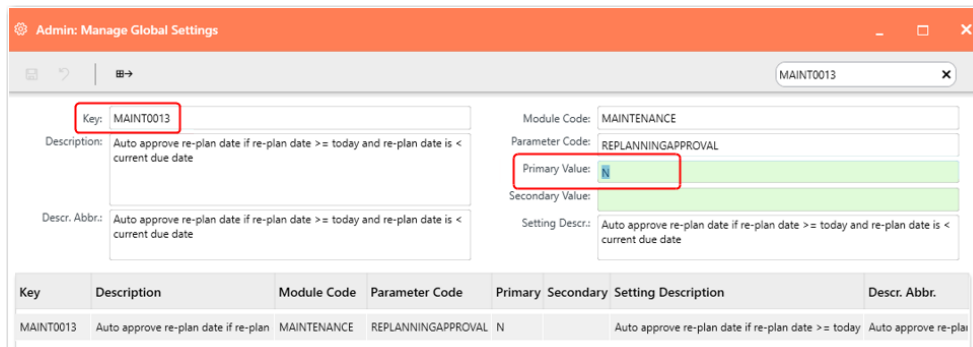 Admin: Manage Global Settings
MAINT0013
Key: MAINT0013
Description: Auto approve re-plan date if re-plan date >= today and re-plan date is <
current due date
Descr. Abbr.: Auto approve re-plan date if re-plan date >= today and re-plan date is <
current due date
Module Code: MAINTENANCE
Parameter Code: REPLANNINGAPPROVAL
Primary Value: N
Secondary Value:
Setting Descr.: Auto approve re-plan date if re-plan date >= today and re-plan date is <
current due date
Key Description Module Code Parameter Code Primary Secondary Setting Description Descr. Abbr.
MAINT0013 Auto approve re-plan date if re-plan MAINTENANCE REPLANNINGAPPROVAL N Auto approve re-plan date if re-plan date >= today Auto approve re-plan